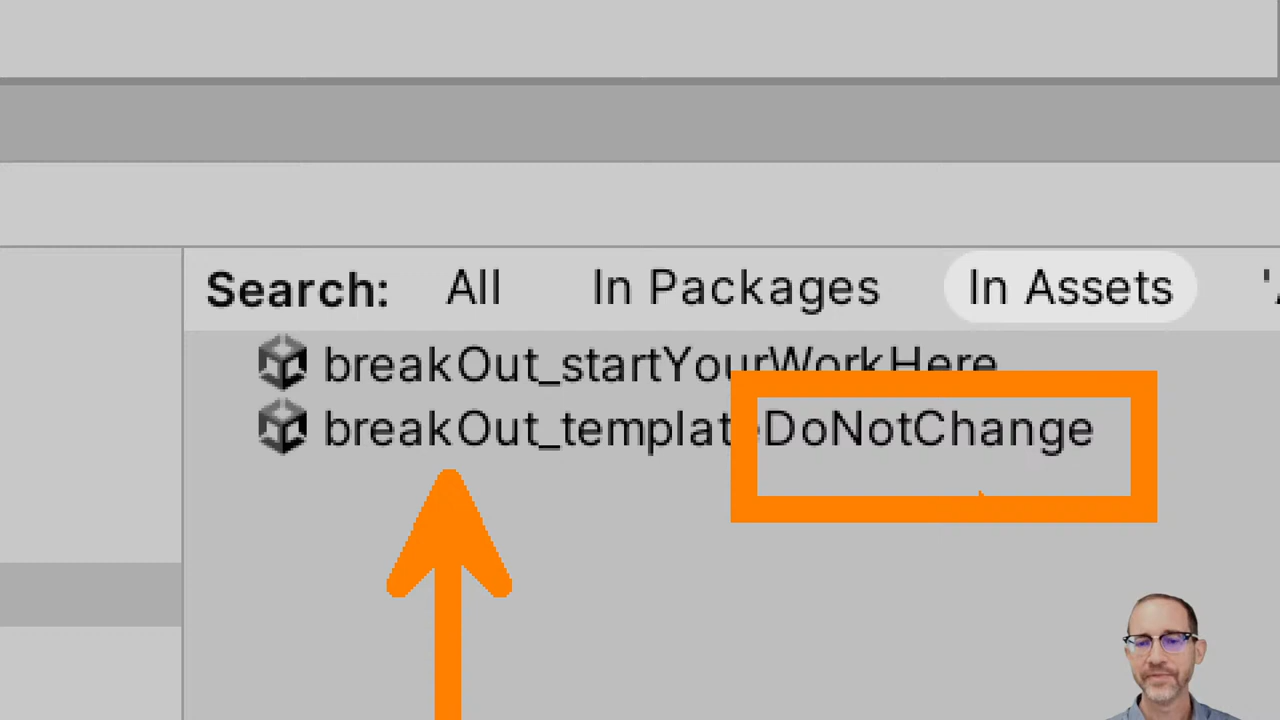 Search: All In Packages In Assets
breakOut_startYourWorkHere
breakOut_templateDoNotChange